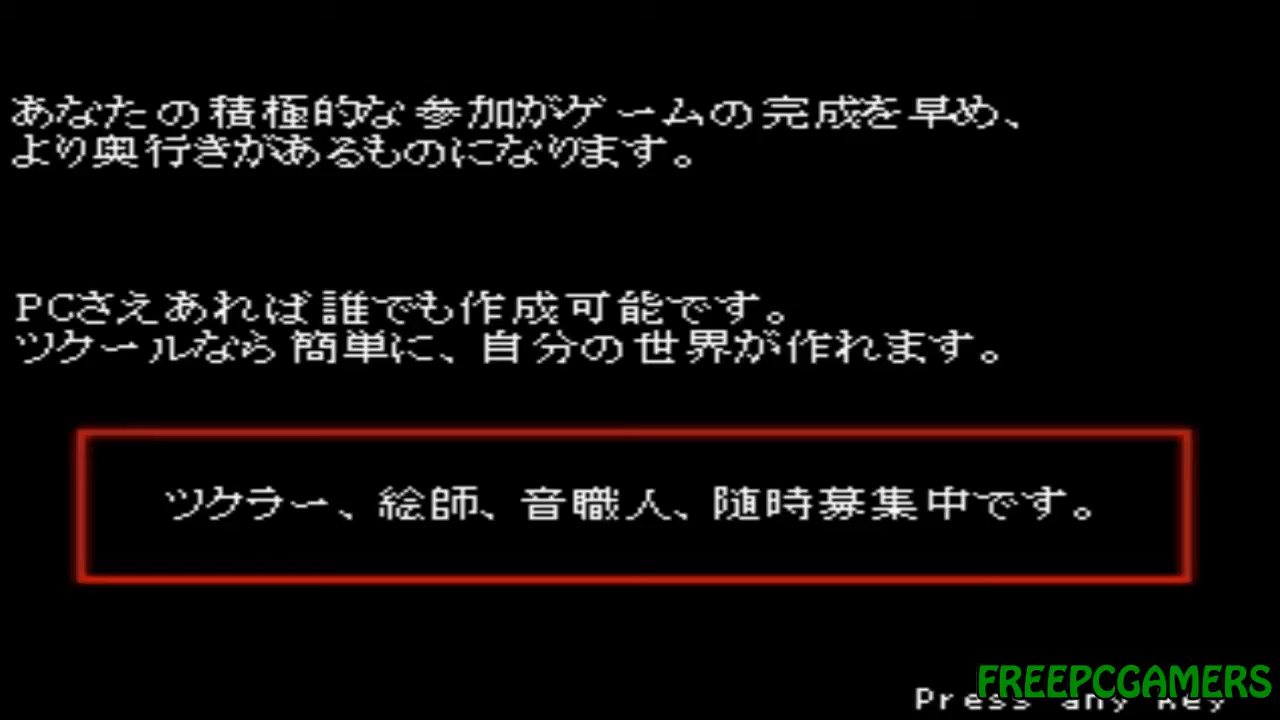 あなたの積極的な参加がゲームの完成を早め、
より奥行きがあるものになります。
PCさえあれば誰でも作成可能です。
ツクールなら簡単に、自分の世界が作れます。
ツクラー、絵師、音職人、随時募集中です。
FREEPCGAMERS
Press any key